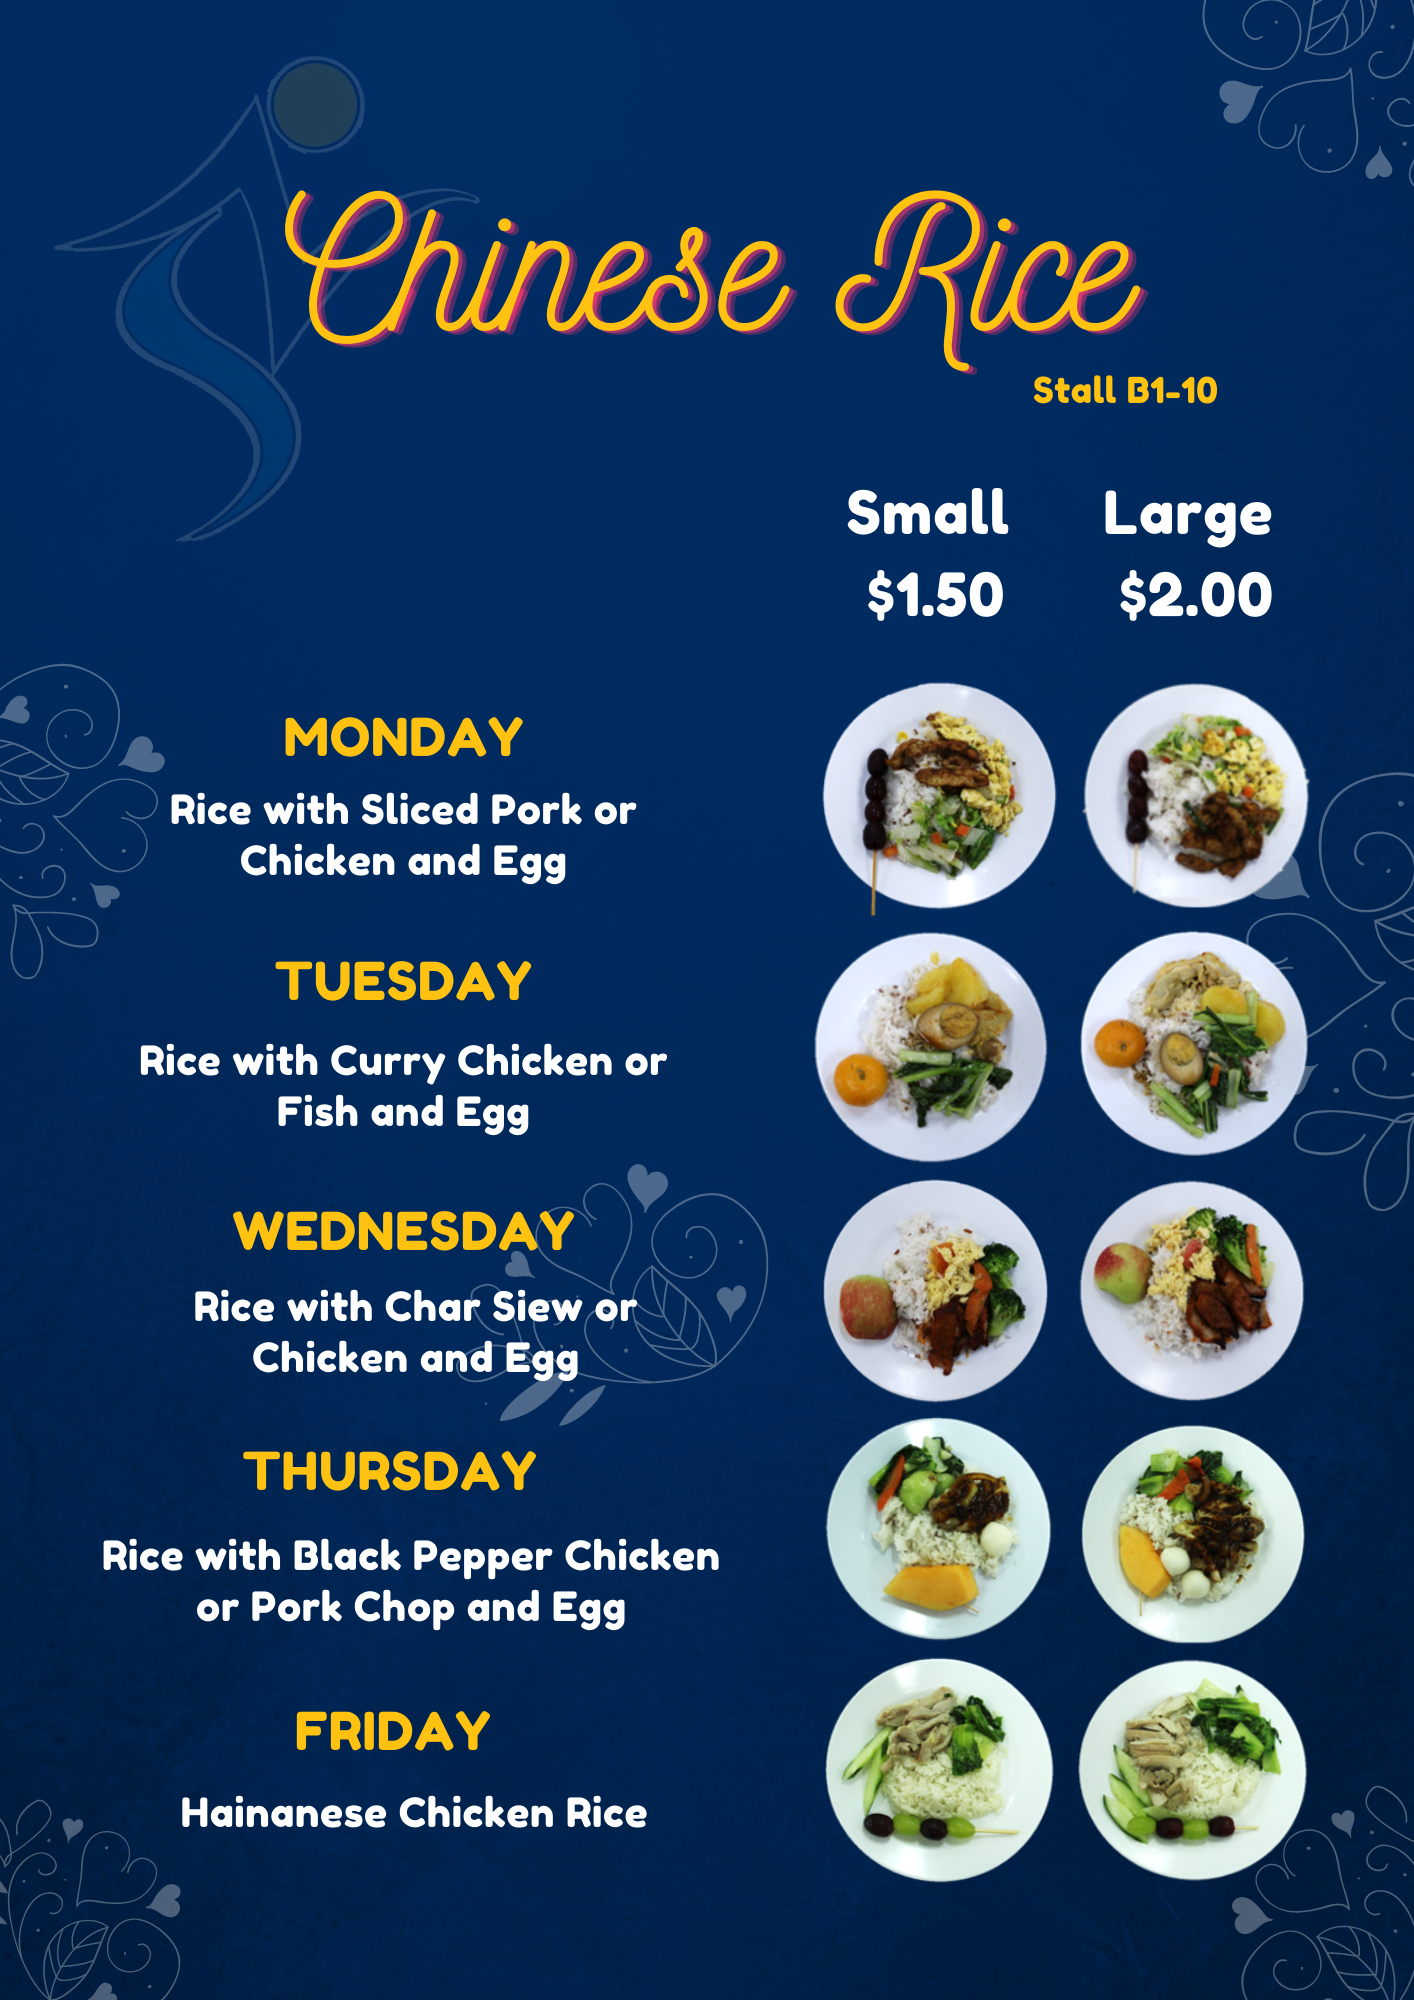 Chinese Rice
Stall B1-10
Small Large
$1.50 $2.00
MONDAY
Rice with Sliced Pork or
Chicken and Egg
TUESDAY
Rice with Curry Chicken or
Fish and Egg
WEDNESDAY
Rice with Char Siew or
Chicken and Egg
THURSDAY
Rice with Black Pepper Chicken
or Pork Chop and Egg
FRIDAY
Hainanese Chicken Rice